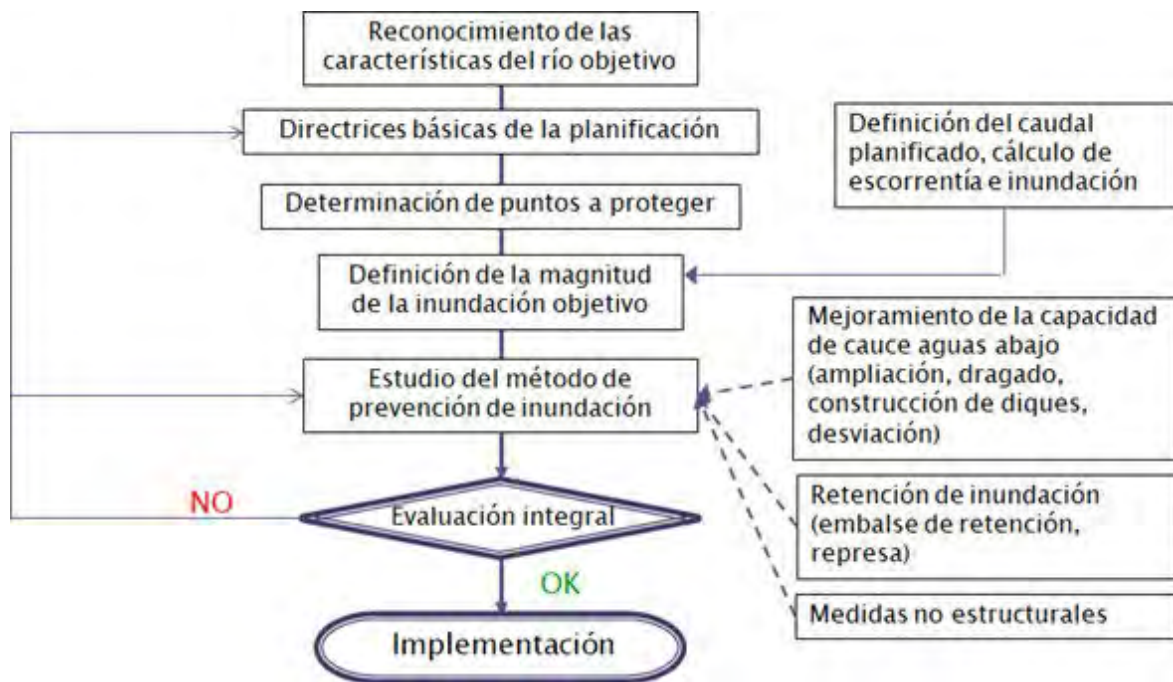 Reconocimiento de las
características del río objetivo
Directrices básicas de la planificación
Determinación de puntos a proteger
Definición de la magnitud
de la inundación objetivo
Estudio del método de
prevención de inundación
NO
Evaluación integral
OK
Implementación
Definición del caudal
planificado, cálculo de
escorrentía e inundación
Mejoramiento de la capacidad
de cauce aguas abajo
(ampliación, dragado,
construcción de diques,
desviación)
Retención de inundación
(embalse de retención,
represa)
Medidas no estructurales